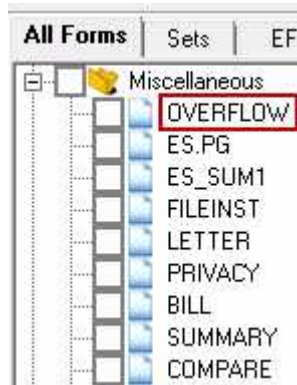 All Forms Sets EF
Miscellaneous
OVERFLOW
ES.PG
ES_SUM1
FILEINST
LETTER
PRIVACY
BILL
SUMMARY
COMPARE